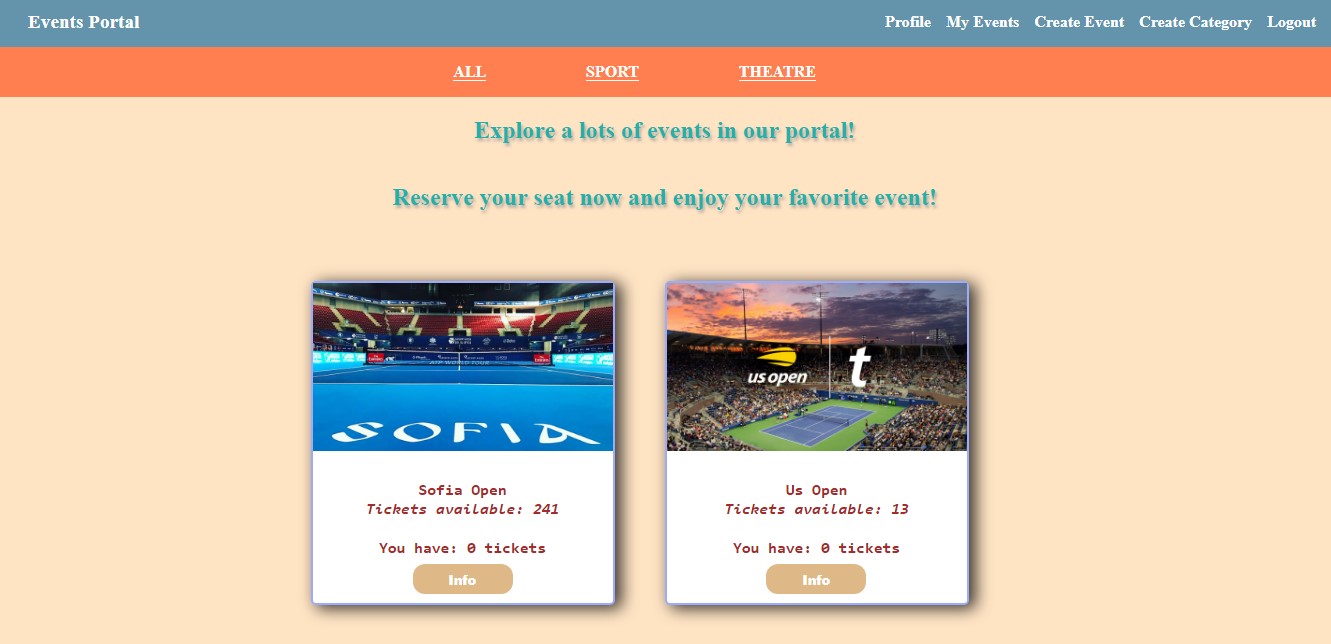 Events Portal
Profile My Events Create Event Create Category Logout
ALL SPORT THEATRE
Explore a lots of events in our portal!
Reserve your seat now and enjoy your favorite event!
SOFIA
us open t
Sofia Open
Tickets available: 241
You have: 0 tickets
Info
Us Open
Tickets available: 13
You have: 0 tickets
Info